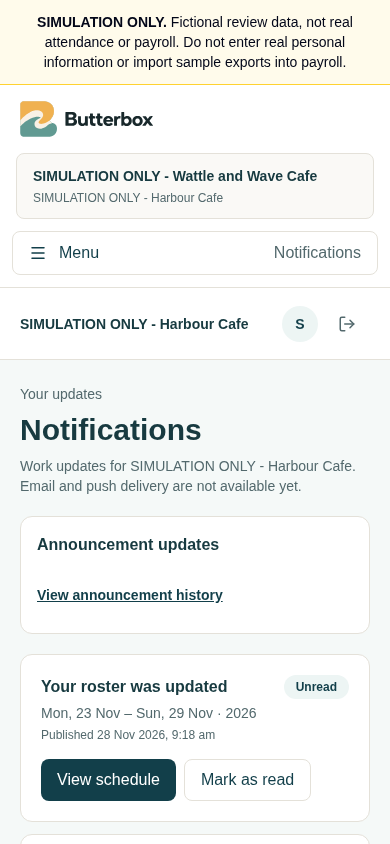 SIMULATION ONLY. Fictional review data, not real
attendance or payroll. Do not enter real personal
information or import sample exports into payroll.
Butterbox
SIMULATION ONLY - Wattle and Wave Cafe
SIMULATION ONLY - Harbour Cafe
Menu
Notifications
SIMULATION ONLY - Harbour Cafe
S
Your updates
Notifications
Work updates for SIMULATION ONLY - Harbour Cafe.
Email and push delivery are not available yet.
Announcement updates
View announcement history
Your roster was updated
Unread
Mon, 23 Nov – Sun, 29 Nov · 2026
Published 28 Nov 2026, 9:18 am
View schedule
Mark as read